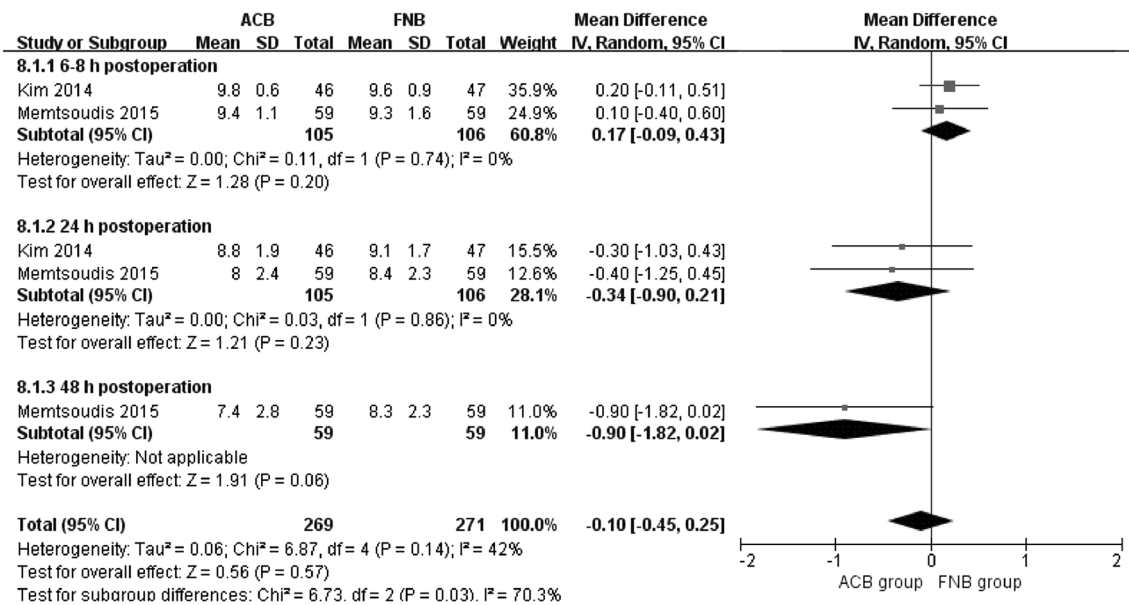 ACB FNB Mean Difference Mean Difference
Study or Subgroup Mean SD Total Mean SD Total Weight IV, Random, 95% CI IV, Random, 95% CI
8.1.1 6-8 h postoperation
Kim 2014 9.8 0.6 46 9.6 0.9 47 35.9% 0.20 [-0.11, 0.51]
Memtsoudis 2015 9.4 1.1 59 9.3 1.6 59 24.9% 0.10 [-0.40, 0.60]
Subtotal (95% CI) 105 106 60.8% 0.17 [-0.09, 0.43]
Heterogeneity: Tau² = 0.00; Chi² = 0.11, df = 1 (P = 0.74); I² = 0%
Test for overall effect: Z = 1.28 (P = 0.20)
8.1.2 24 h postoperation
Kim 2014 8.8 1.9 46 9.1 1.7 47 15.5% -0.30 [-1.03, 0.43]
Memtsoudis 2015 8 2.4 59 8.4 2.3 59 12.6% -0.40 [-1.25, 0.45]
Subtotal (95% CI) 105 106 28.1% -0.34 [-0.90, 0.21]
Heterogeneity: Tau² = 0.00; Chi² = 0.03, df = 1 (P = 0.86); I² = 0%
Test for overall effect: Z = 1.21 (P = 0.23)
8.1.3 48 h postoperation
Memtsoudis 2015 7.4 2.8 59 8.3 2.3 59 11.0% -0.90 [-1.82, 0.02]
Subtotal (95% CI) 59 59 11.0% -0.90 [-1.82, 0.02]
Heterogeneity: Not applicable
Test for overall effect: Z = 1.91 (P = 0.06)
Total (95% CI) 269 271 100.0% -0.10 [-0.45, 0.25]
Heterogeneity: Tau² = 0.06; Chi² = 6.87, df = 4 (P = 0.14); I² = 42%
Test for overall effect: Z = 0.56 (P = 0.57)
Test for subgroup differences: Chi² = 6.73, df = 2 (P = 0.03), I² = 70.3%
-2 -1 0 1 2
ACB group FNB group